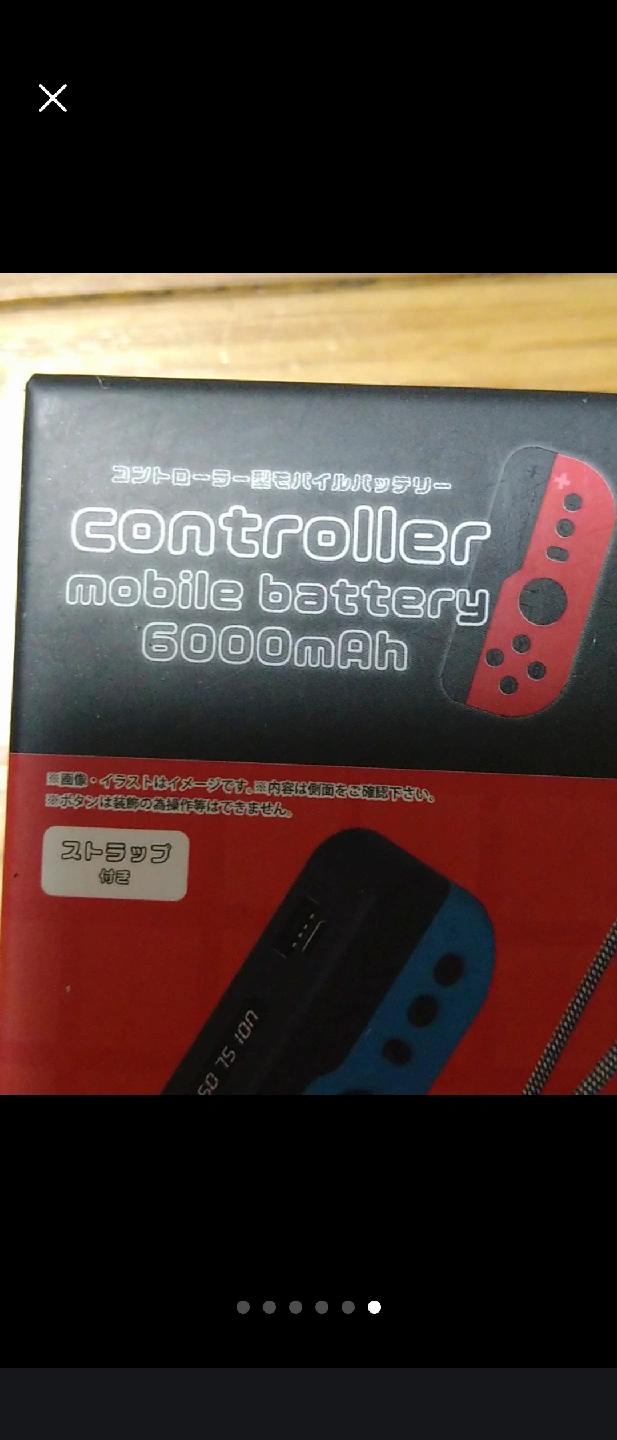 コントローラー型モバイルバッテリー
controller
mobile battery
6000mAh
※画像・イラストはイメージです。※内容は側面をご確認下さい。
※ボタンは装飾の為操作等はできません。
ストラップ
付き
50 75 100